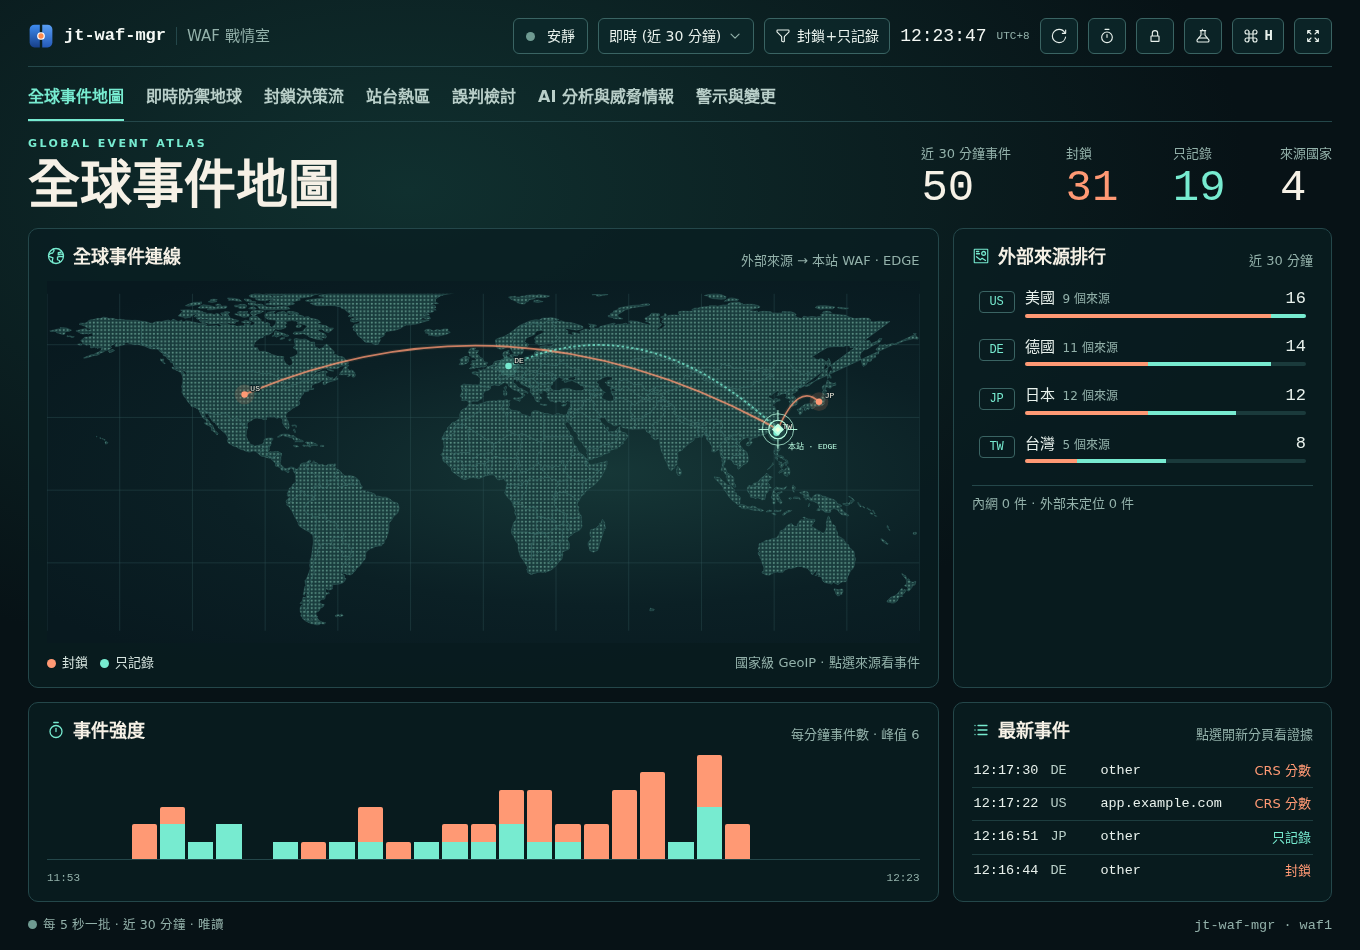 jt-waf-mgr WAF 戰情室 安靜 即時 (近 30 分鐘) 封鎖+只記錄 12:23:47 UTC+8 ⌘ H
全球事件地圖 即時防禦地球 封鎖決策流 站台熱區 誤判檢討 AI 分析與威脅情報 警示與變更
GLOBAL EVENT ATLAS
全球事件地圖
近 30 分鐘事件 封鎖 只記錄 來源國家
50 31 19 4
全球事件連線 外部來源 → 本站 WAF · EDGE
US
DE
JP
本站 · EDGE
封鎖 只記錄 國家級 GeoIP · 點選來源看事件
外部來源排行 近 30 分鐘
US 美國 9 個來源 16
DE 德國 11 個來源 14
JP 日本 12 個來源 12
TW 台灣 5 個來源 8
內網 0 件 · 外部未定位 0 件
事件強度 每分鐘事件數 · 峰值 6
11:53 12:23
最新事件 點選開新分頁看證據
12:17:30 DE other CRS 分數
12:17:22 US app.example.com CRS 分數
12:16:51 JP other 只記錄
12:16:44 DE other 封鎖
每 5 秒一批 · 近 30 分鐘 · 唯讀 jt-waf-mgr · waf1